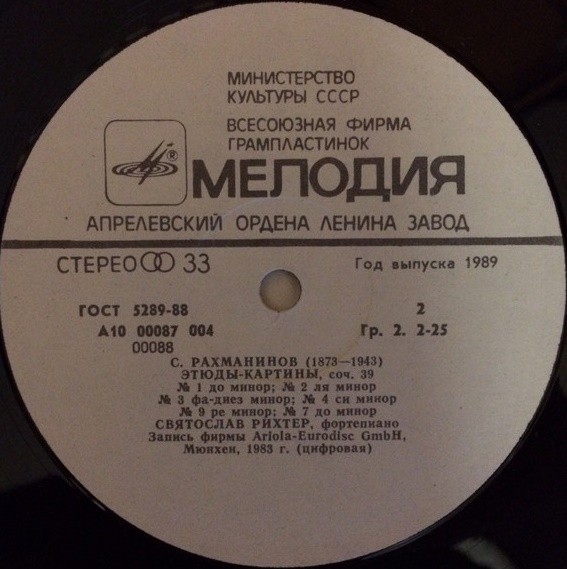 МИНИСТЕРСТВО
КУЛЬТУРЫ СССР
ВСЕСОЮЗНАЯ ФИРМА
ГРАМПЛАСТИНОК
®
МЕЛОДИЯ
АПРЕЛЕВСКИЙ ОРДЕНА ЛЕНИНА ЗАВОД
СТЕРЕО 33 Год выпуска 1989
ГОСТ 5289-88 2
А10 00087 004 Гр. 2. 2-25
00088
С. РАХМАНИНОВ (1873—1943)
ЭТЮДЫ-КАРТИНЫ, соч. 39
№ 1 до минор; № 2 ля минор
№ 3 фа-диез минор; № 4 си минор
№ 9 ре минор; № 7 до минор
СВЯТОСЛАВ РИХТЕР, фортепиано
Запись фирмы Ariola-Eurodisc GmbH,
Мюнхен, 1983 г. (цифровая)